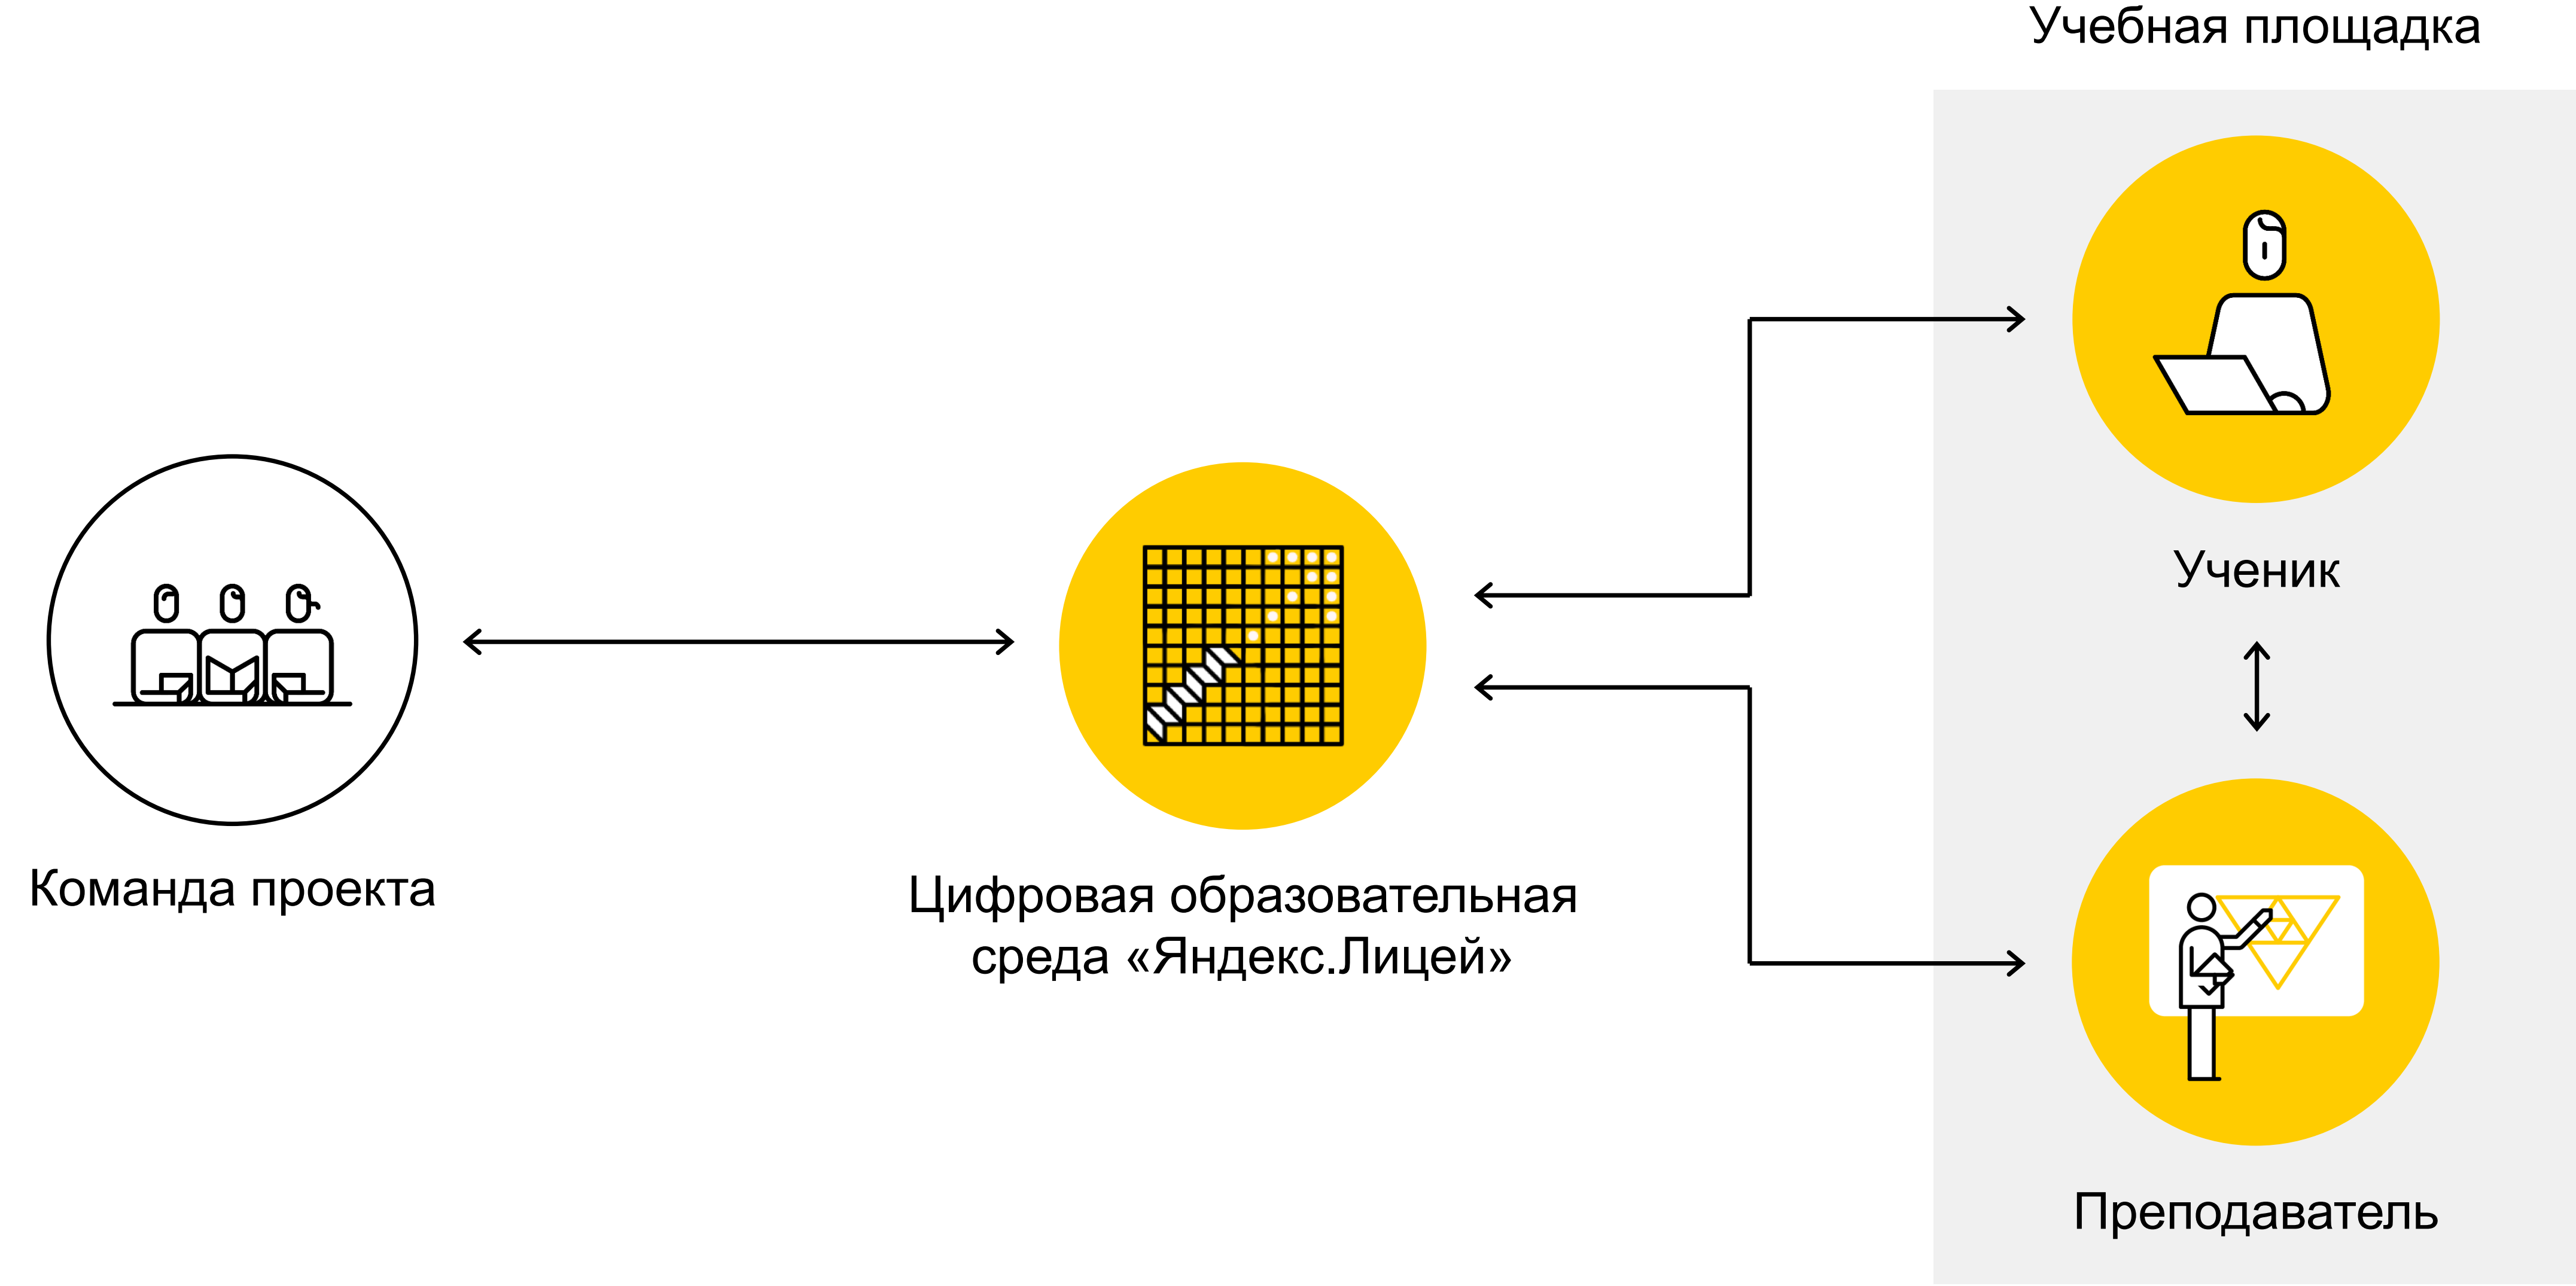 Учебная площадка
Ученик
Команда проекта
Цифровая образовательная
среда «Яндекс.Лицей»
Преподаватель